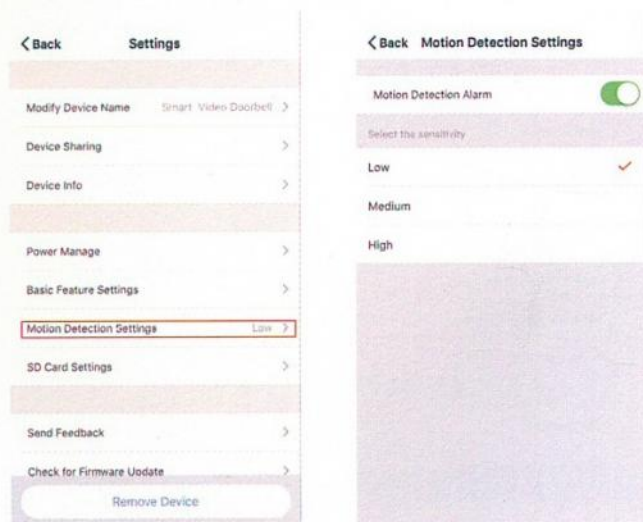 Back Settings
Modify Device Name Smart Video Doorbell
Device Sharing
Device Info
Power Manage
Basic Feature Settings
Motion Detection Settings Low
SD Card Settings
Send Feedback
Check for Firmware Uodate
Remove Device
Back Motion Detection Settings
Motion Detection Alarm
Select the sensitivity
Low
Medium
High